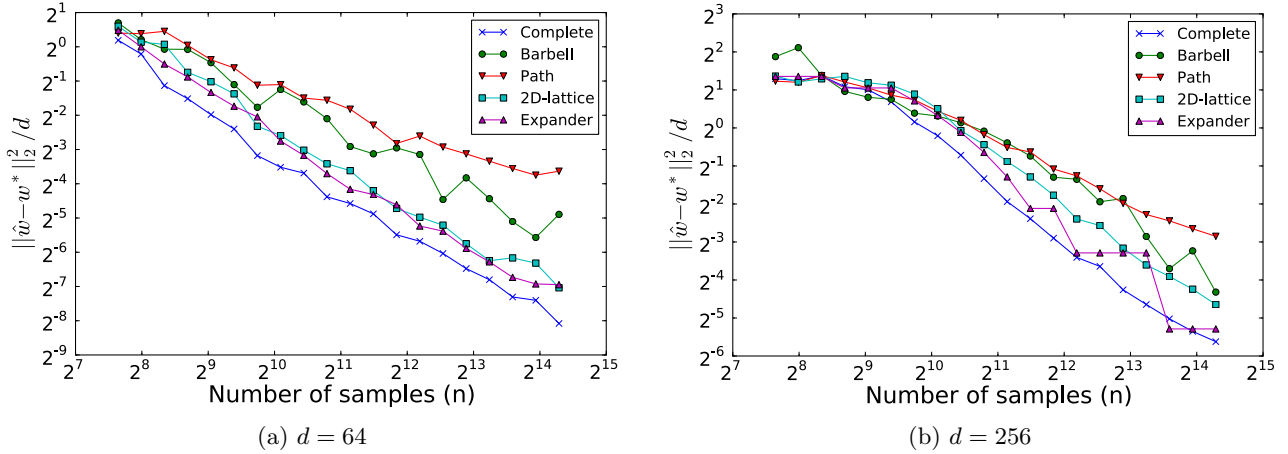 2^1
2^0
2^-1
2^-2
2^-3
2^-4
2^-5
2^-6
2^-7
2^-8
2^-9
||ŵ−w*||_2^2/d
2^7 2^8 2^9 2^10 2^11 2^12 2^13 2^14 2^15
Number of samples (n)
Complete
Barbell
Path
2D-lattice
Expander
(a) d = 64
2^3
2^2
2^1
2^0
2^-1
2^-2
2^-3
2^-4
2^-5
2^-6
||ŵ−w*||_2^2/d
2^7 2^8 2^9 2^10 2^11 2^12 2^13 2^14 2^15
Number of samples (n)
Complete
Barbell
Path
2D-lattice
Expander
(b) d = 256